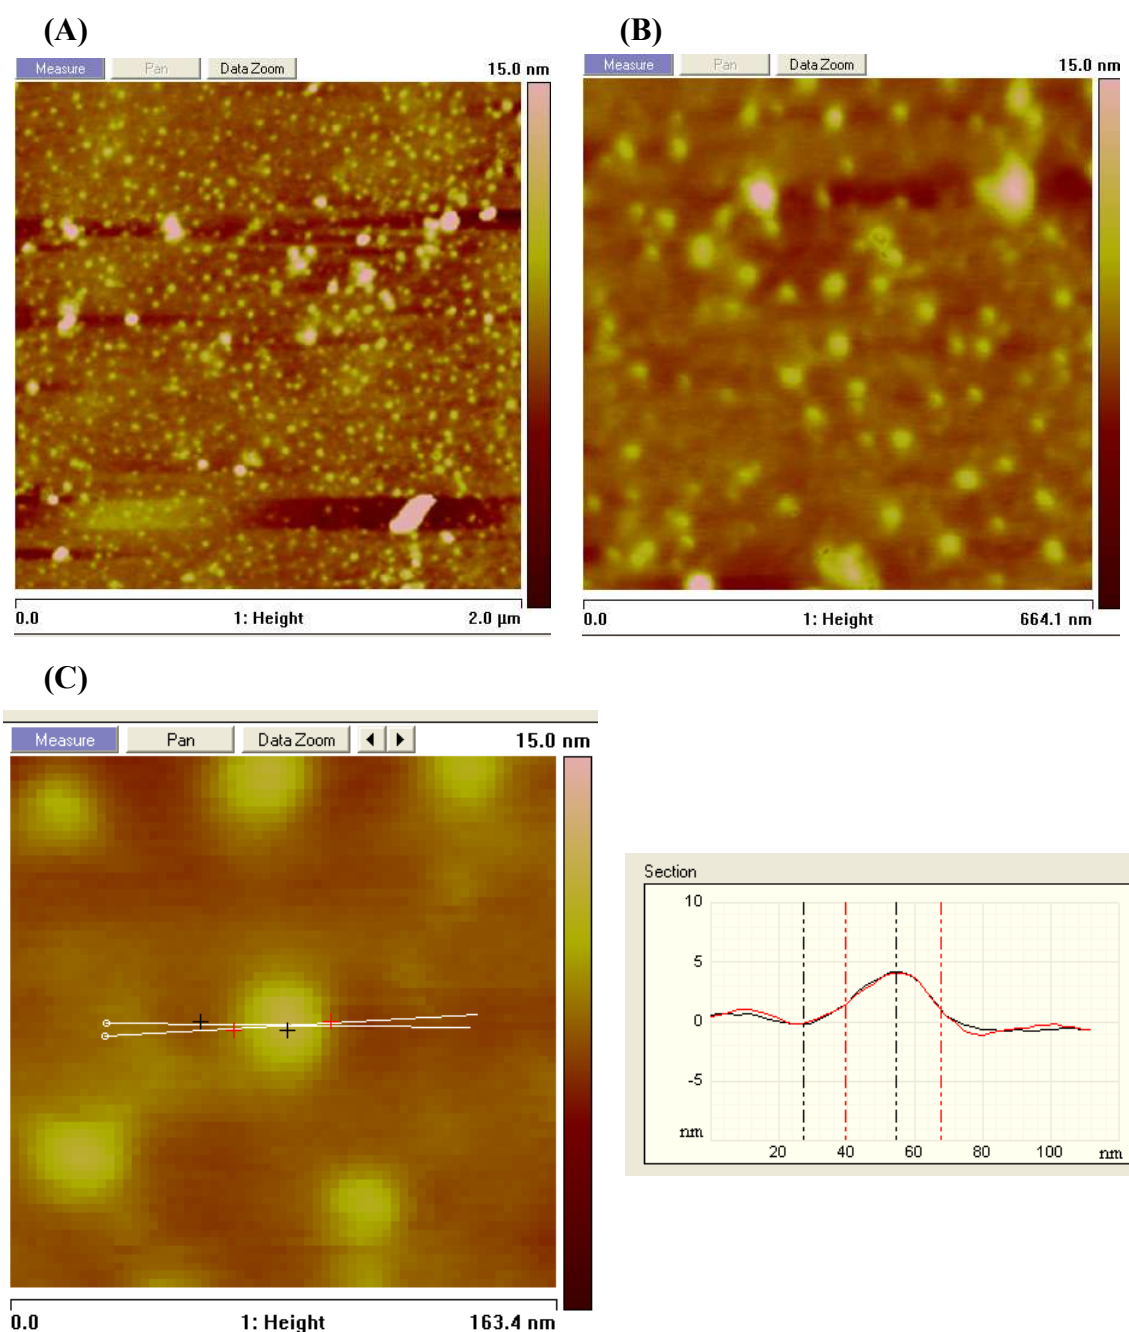 (A) (B)
Measure Pan Data Zoom 15.0 nm
Measure Pan Data Zoom 15.0 nm
0.0 1: Height 2.0 µm
0.0 1: Height 664.1 nm
(C)
Measure Pan Data Zoom 15.0 nm
0.0 1: Height 163.4 nm
Section
10
5
0
-5
nm
20 40 60 80 100 nm